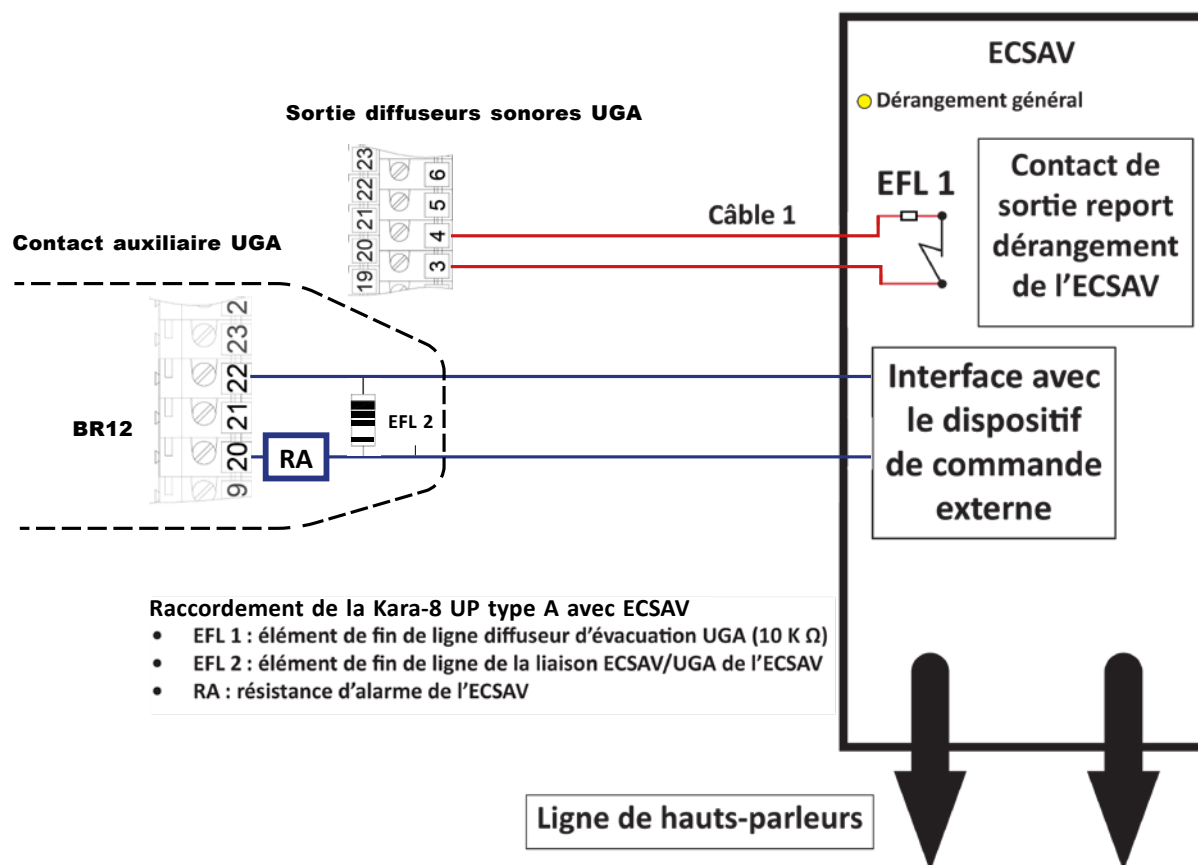 ECSAV
Dérangement général
Sortie diffuseurs sonores UGA
23
22
21
20
19
6
5
4
3
Câble 1
EFL 1
Contact de
sortie report
dérangement
de l'ECSAV
Contact auxiliaire UGA
2
23
22
21
20
9
BR12
RA
EFL 2
Interface avec
le dispositif
de commande
externe
Raccordement de la Kara-8 UP type A avec ECSAV
• EFL 1 : élément de fin de ligne diffuseur d'évacuation UGA (10 K Ω)
• EFL 2 : élément de fin de ligne de la liaison ECSAV/UGA de l'ECSAV
• RA : résistance d'alarme de l'ECSAV
Ligne de hauts-parleurs